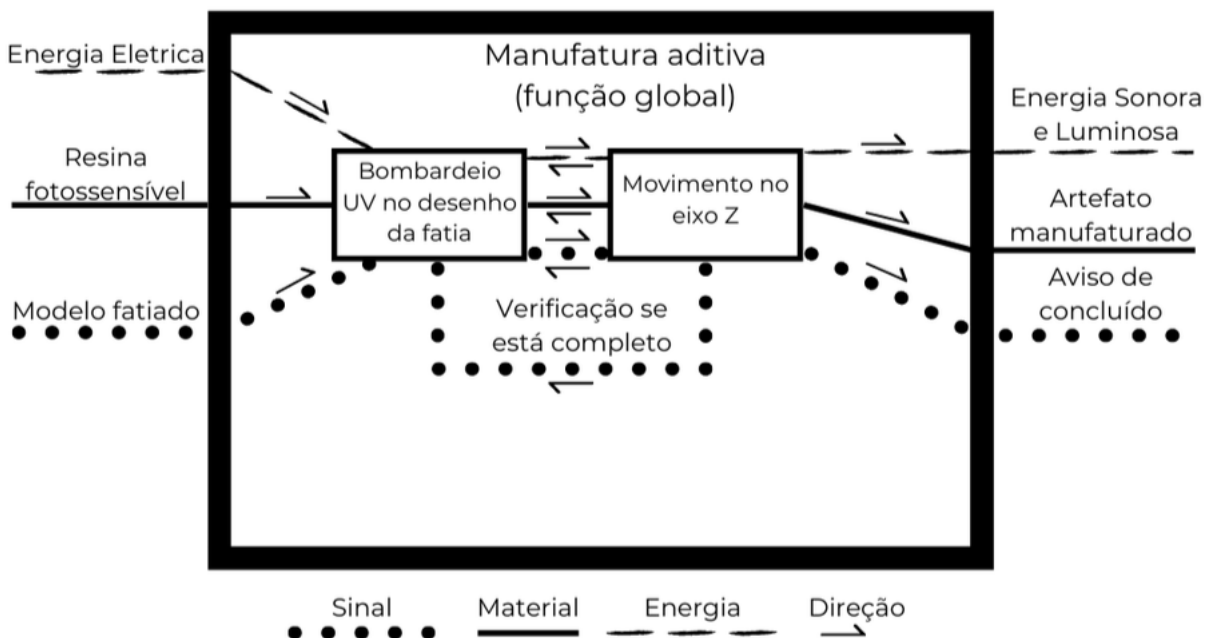 Energia Eletrica
Manufatura aditiva
(função global)
Energia Sonora
e Luminosa
Resina
fotossensível
Bombardeio
UV no desenho
da fatia
Movimento no
eixo Z
Artefato
manufaturado
Modelo fatiado
Verificação se
está completo
Aviso de
concluído
Sinal
Material
Energia
Direção